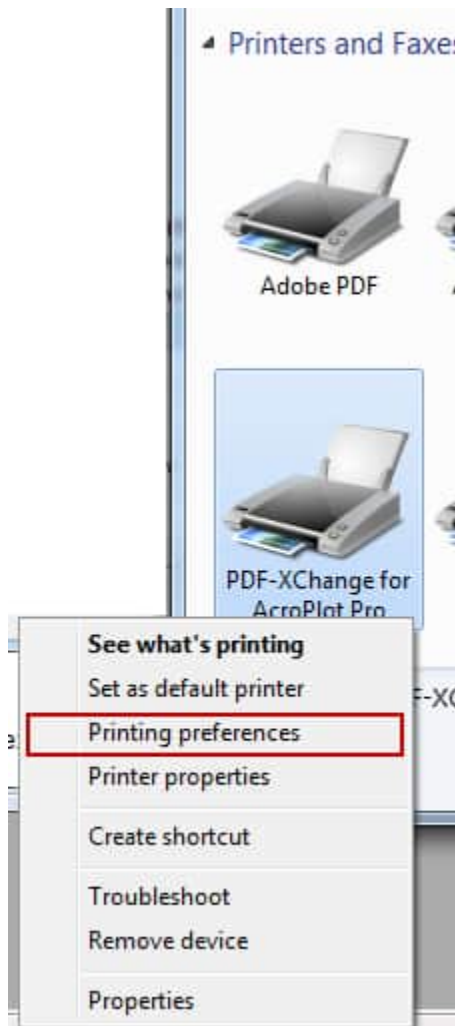 Printers and Faxes
Adobe PDF
PDF-XChange for
AcroPlot Pro
See what's printing
Set as default printer
Printing preferences
Printer properties
Create shortcut
Troubleshoot
Remove device
Properties